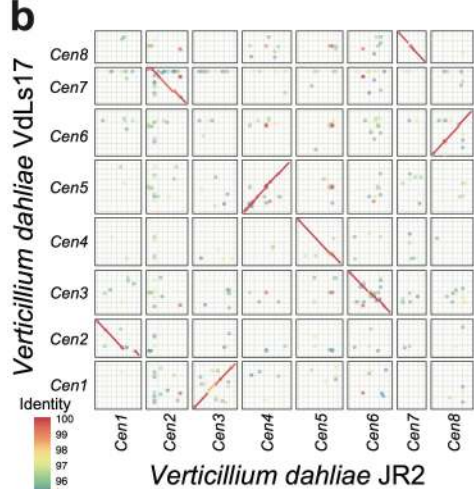 b
Verticillium dahliae VdLs17
Cen8
Cen7
Cen6
Cen5
Cen4
Cen3
Cen2
Cen1
Identity
100
99
98
97
96
95
Cen1
Cen2
Cen3
Cen4
Cen5
Cen6
Cen7
Cen8
Verticillium dahliae JR2